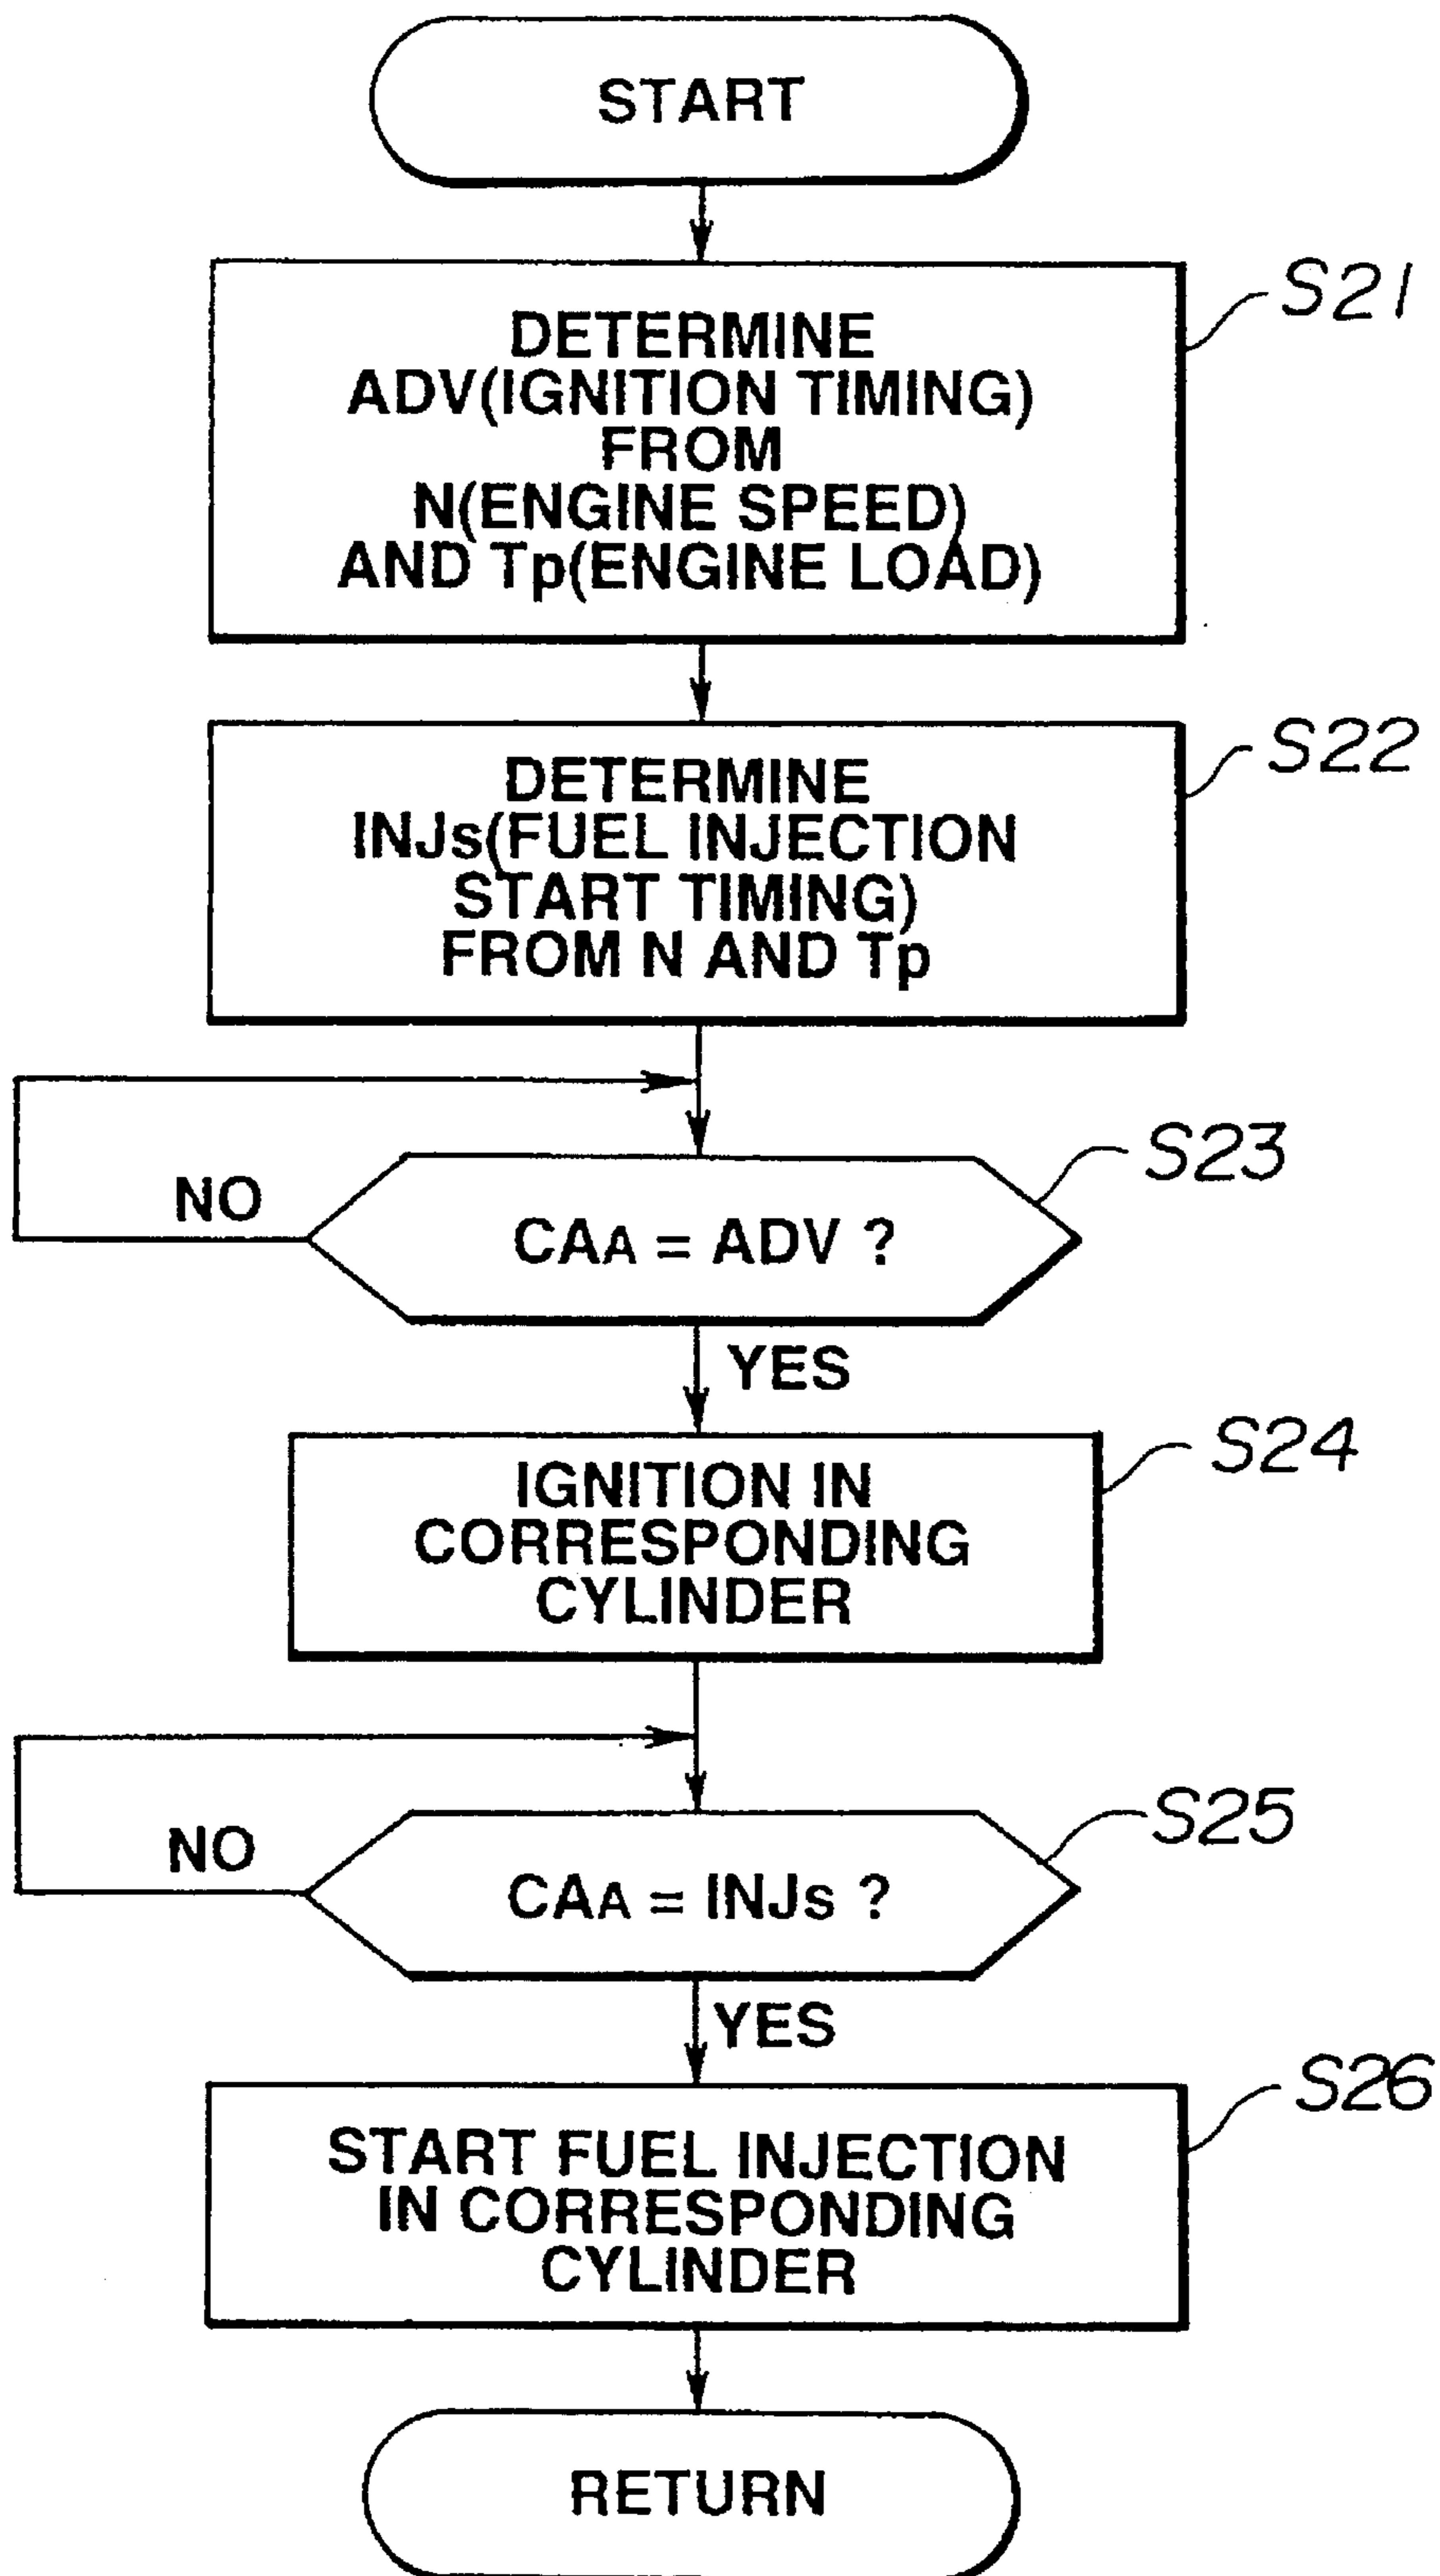 START
S21
DETERMINE
ADV(IGNITION TIMING)
FROM
N(ENGINE SPEED)
AND Tp(ENGINE LOAD)
S22
DETERMINE
INJs(FUEL INJECTION
START TIMING)
FROM N AND Tp
S23
NO
CAA = ADV ?
YES
S24
IGNITION IN
CORRESPONDING
CYLINDER
S25
NO
CAA = INJs ?
YES
S26
START FUEL INJECTION
IN CORRESPONDING
CYLINDER
RETURN